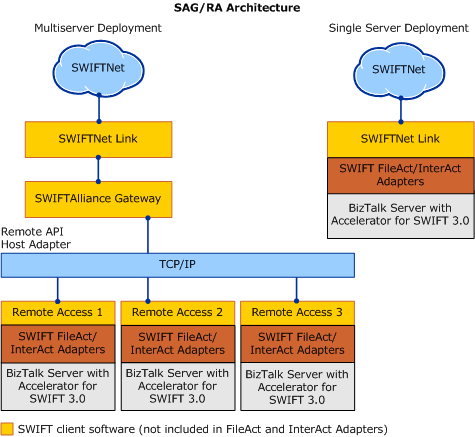 SAG/RA Architecture
Multiserver Deployment
Single Server Deployment
SWIFTNet
SWIFTNet
SWIFTNet Link
SWIFTNet Link
SWIFT FileAct/InterAct
Adapters
BizTalk Server with
Accelerator for SWIFT 3.0
SWIFTAlliance Gateway
Remote API
Host Adapter
TCP/IP
Remote Access 1
SWIFT FileAct/
InterAct Adapters
BizTalk Server with
Accelerator for
SWIFT 3.0
Remote Access 2
SWIFT FileAct/
InterAct Adapters
BizTalk Server with
Accelerator for
SWIFT 3.0
Remote Access 3
SWIFT FileAct/
InterAct Adapters
BizTalk Server with
Accelerator for
SWIFT 3.0
SWIFT client software (not included in FileAct and InterAct Adapters)